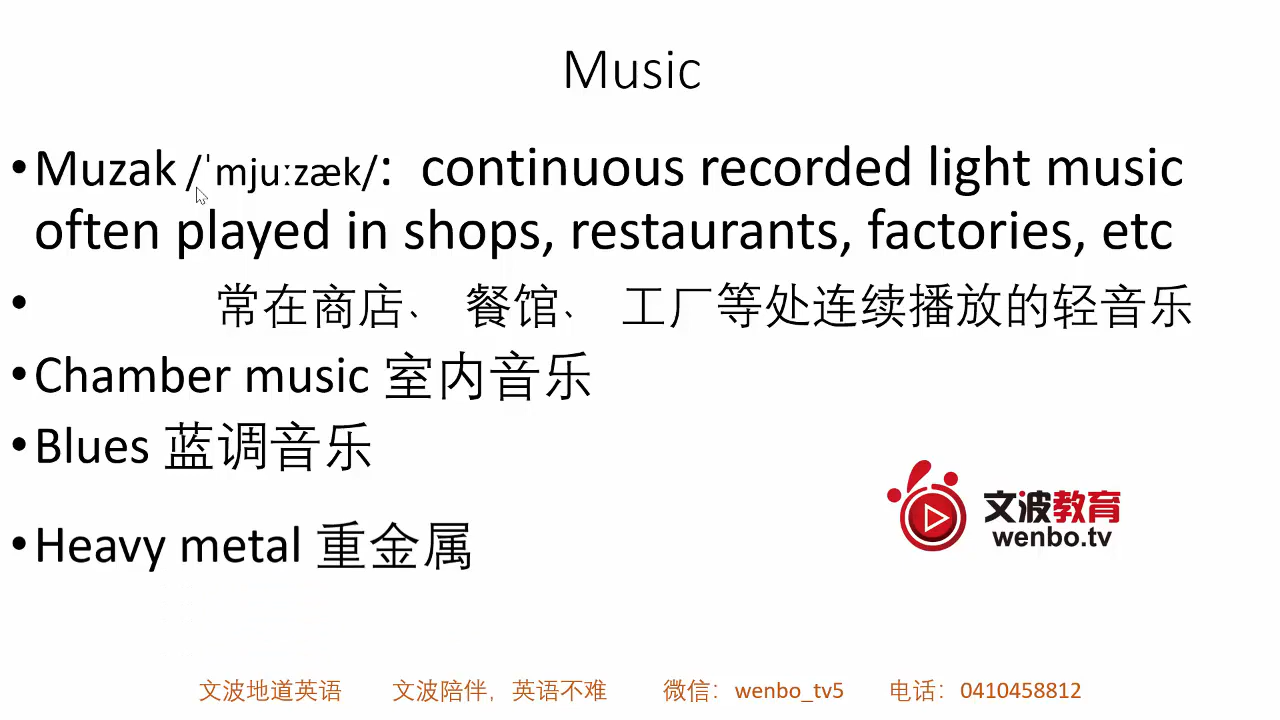 Music
•Muzak /ˈmjuːzæk/: continuous recorded light music
often played in shops, restaurants, factories, etc
• 常在商店、 餐馆、 工厂等处连续播放的轻音乐
•Chamber music 室内音乐
•Blues 蓝调音乐
•Heavy metal 重金属
文波教育
wenbo.tv
文波地道英语 文波陪伴，英语不难 微信：wenbo_tv5 电话：0410458812